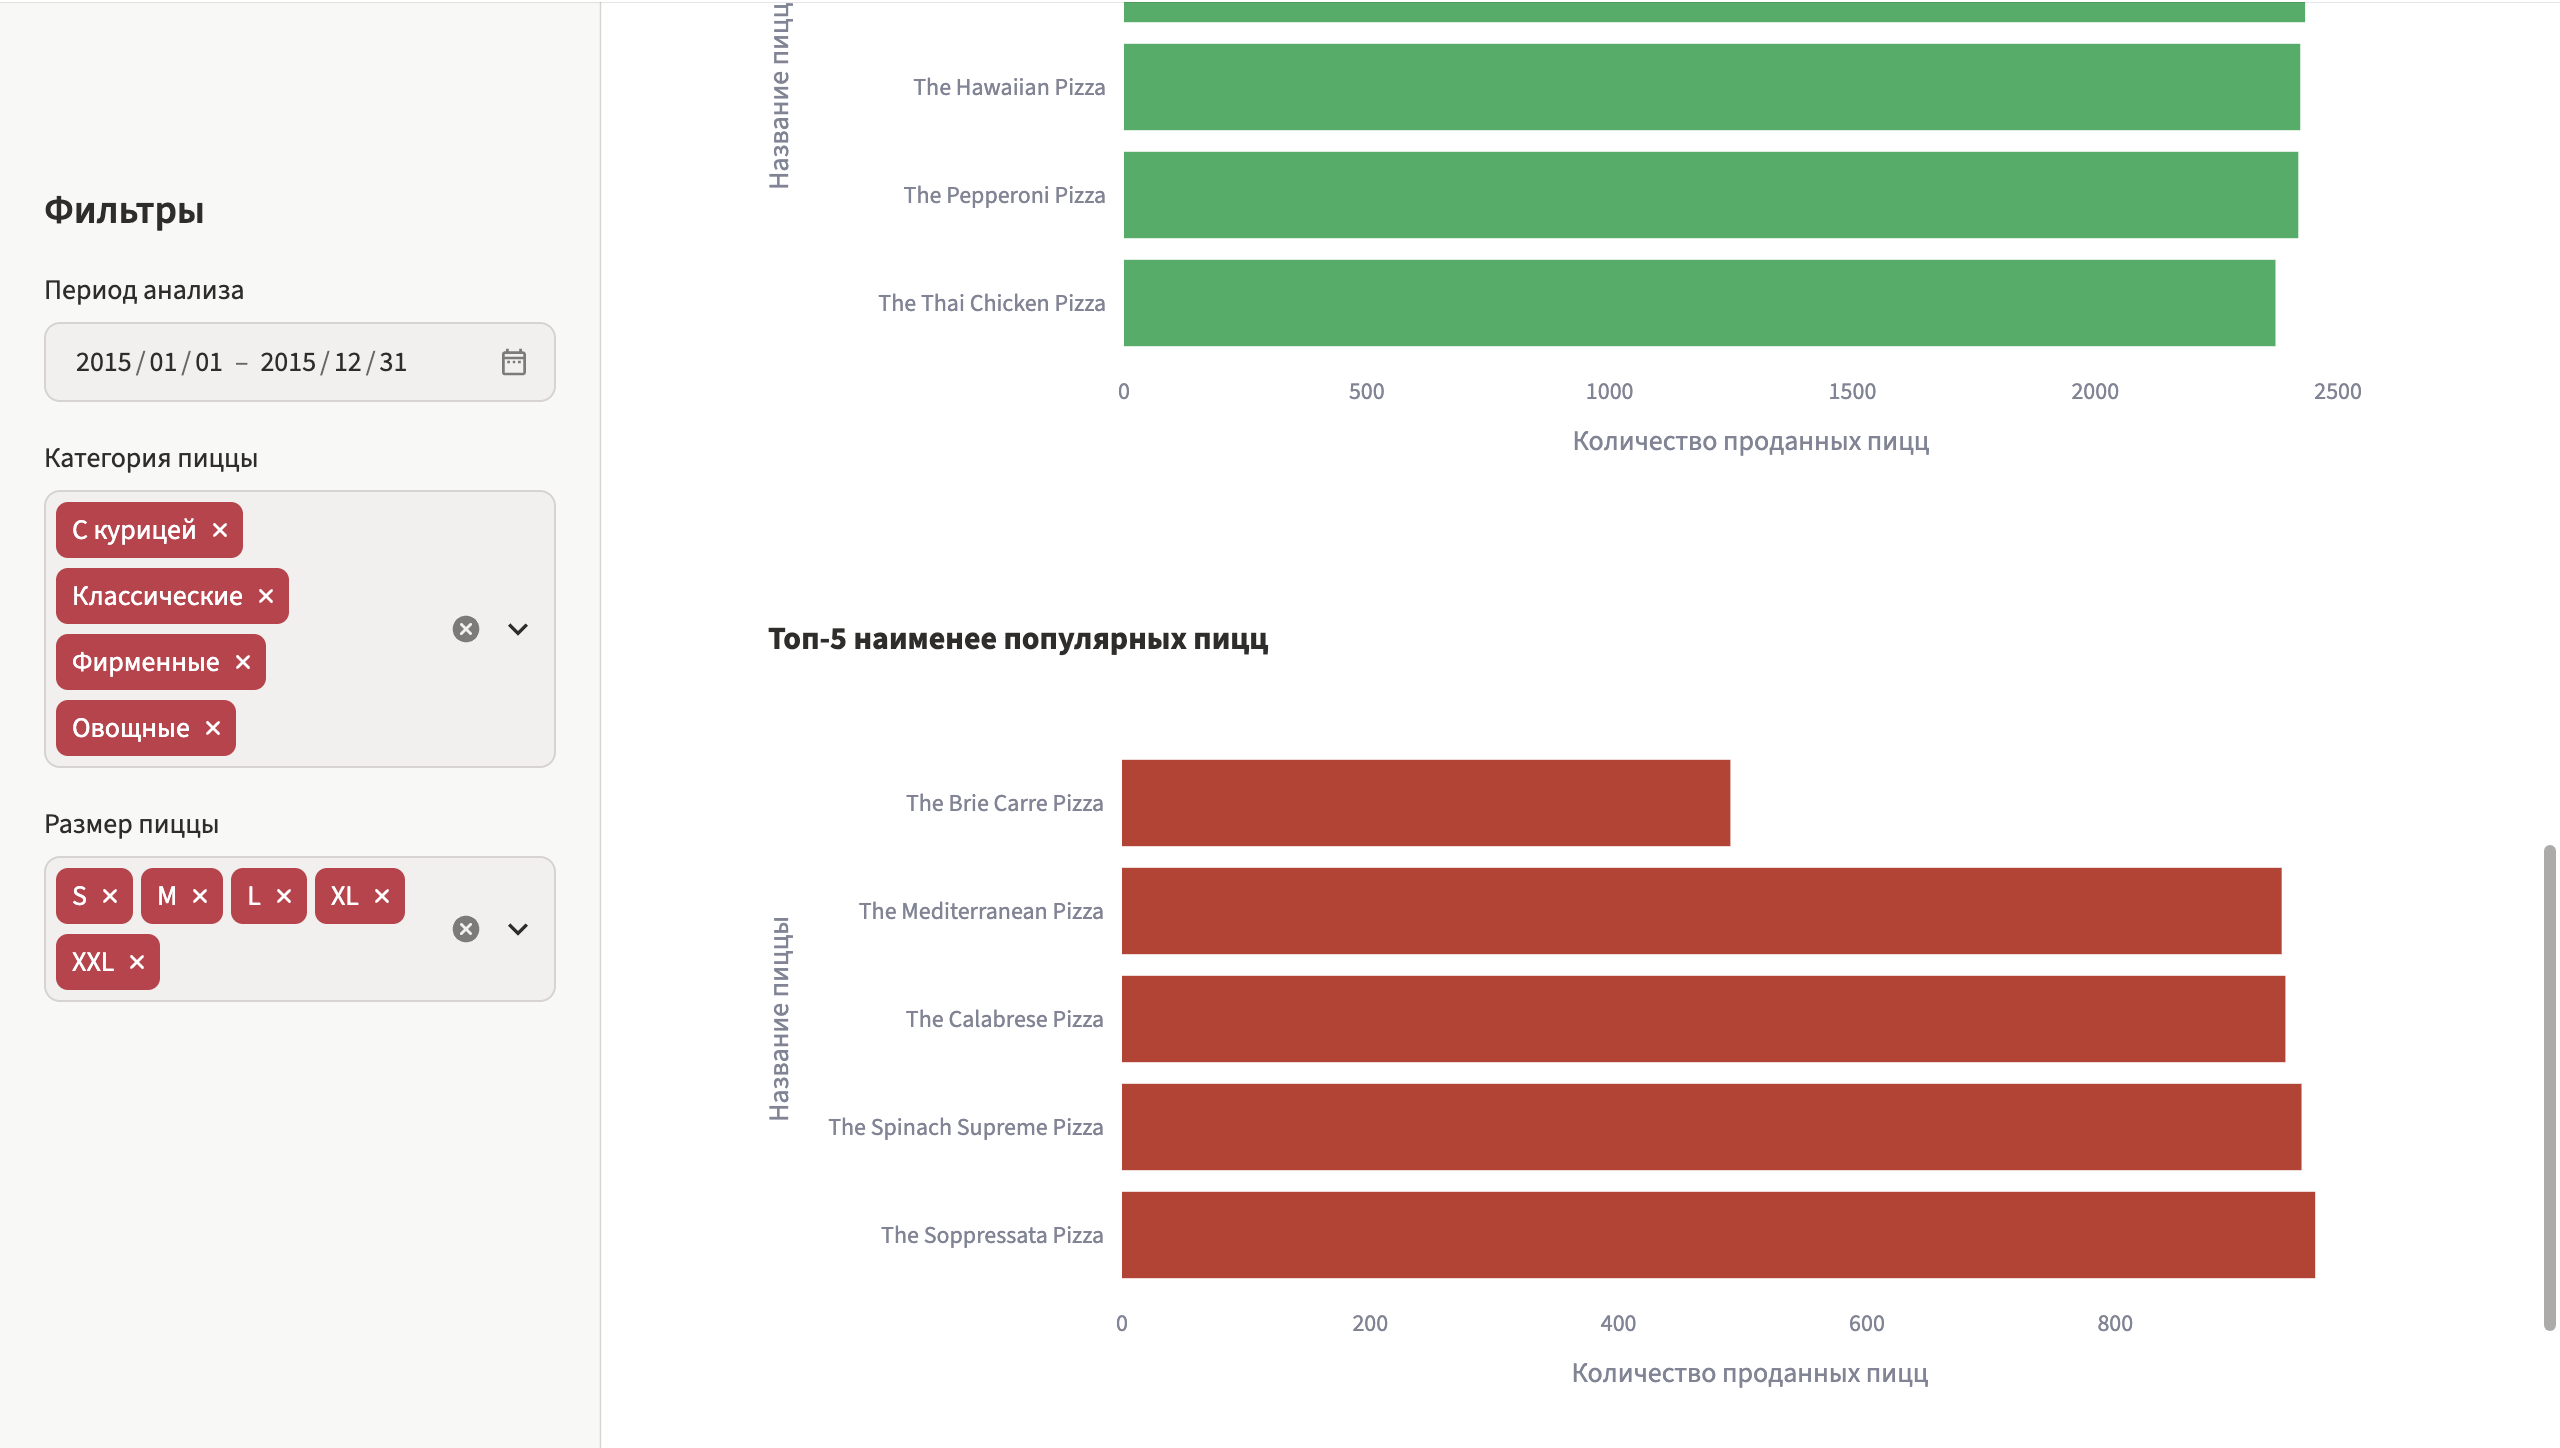 Фильтры
Период анализа
2015/01/01 – 2015/12/31
Категория пиццы
С курицей
Классические
Фирменные
Овощные
Размер пиццы
S M L XL
XXL
Название пицц
The Hawaiian Pizza
The Pepperoni Pizza
The Thai Chicken Pizza
0 500 1000 1500 2000 2500
Количество проданных пицц
Топ-5 наименее популярных пицц
Название пиццы
The Brie Carre Pizza
The Mediterranean Pizza
The Calabrese Pizza
The Spinach Supreme Pizza
The Soppressata Pizza
0 200 400 600 800
Количество проданных пицц